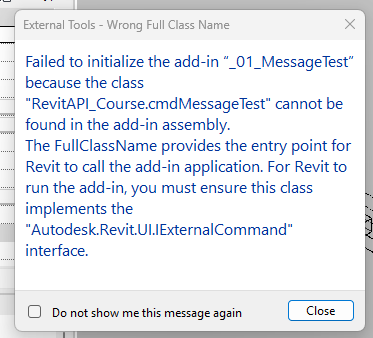 External Tools - Wrong Full Class Name
Failed to initialize the add-in “_01_MessageTest”
because the class
"RevitAPI_Course.cmdMessageTest" cannot be
found in the add-in assembly.
The FullClassName provides the entry point for
Revit to call the add-in application. For Revit to
run the add-in, you must ensure this class
implements the
"Autodesk.Revit.UI.IExternalCommand"
interface.
Do not show me this message again
Close